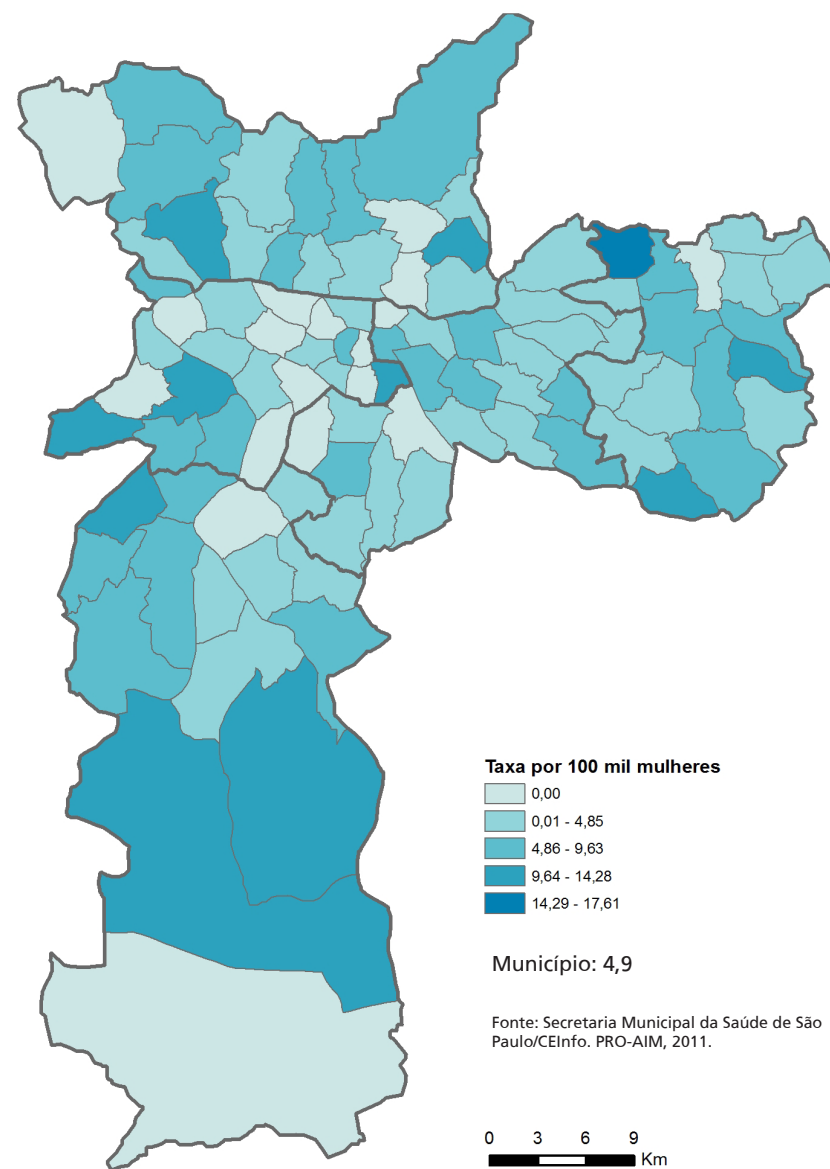 Taxa por 100 mil mulheres
0,00
0,01 - 4,85
4,86 - 9,63
9,64 - 14,28
14,29 - 17,61
Município: 4,9
Fonte: Secretaria Municipal da Saúde de São
Paulo/CEInfo. PRO-AIM, 2011.
0 3 6 9
Km